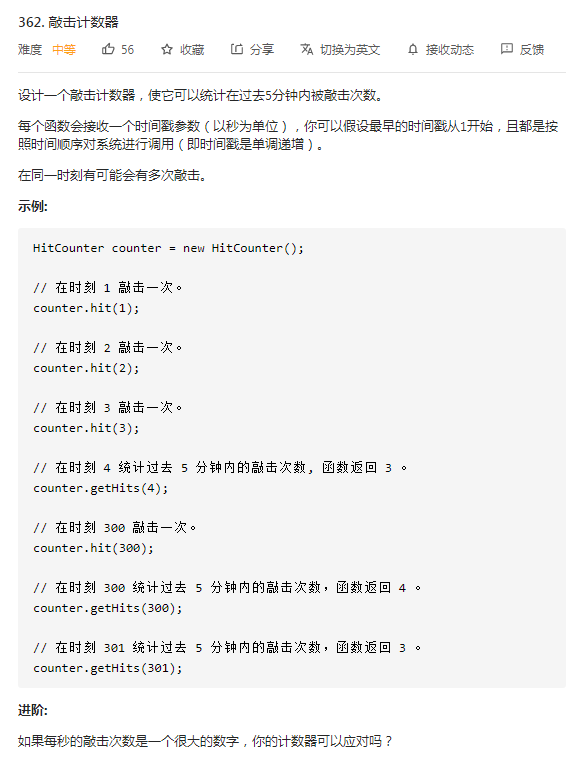 362. 敲击计数器
难度 中等 56 收藏 分享 切换为英文 接收动态 反馈
设计一个敲击计数器，使它可以统计在过去5分钟内被敲击次数。
每个函数会接收一个时间戳参数（以秒为单位），你可以假设最早的时间戳从1开始，且都是按
照时间顺序对系统进行调用（即时间戳是单调递增）。
在同一时刻有可能会有多次敲击。
示例:
HitCounter counter = new HitCounter();
// 在时刻 1 敲击一次。
counter.hit(1);
// 在时刻 2 敲击一次。
counter.hit(2);
// 在时刻 3 敲击一次。
counter.hit(3);
// 在时刻 4 统计过去 5 分钟内的敲击次数, 函数返回 3 。
counter.getHits(4);
// 在时刻 300 敲击一次。
counter.hit(300);
// 在时刻 300 统计过去 5 分钟内的敲击次数，函数返回 4 。
counter.getHits(300);
// 在时刻 301 统计过去 5 分钟内的敲击次数，函数返回 3 。
counter.getHits(301);
进阶:
如果每秒的敲击次数是一个很大的数字，你的计数器可以应对吗？